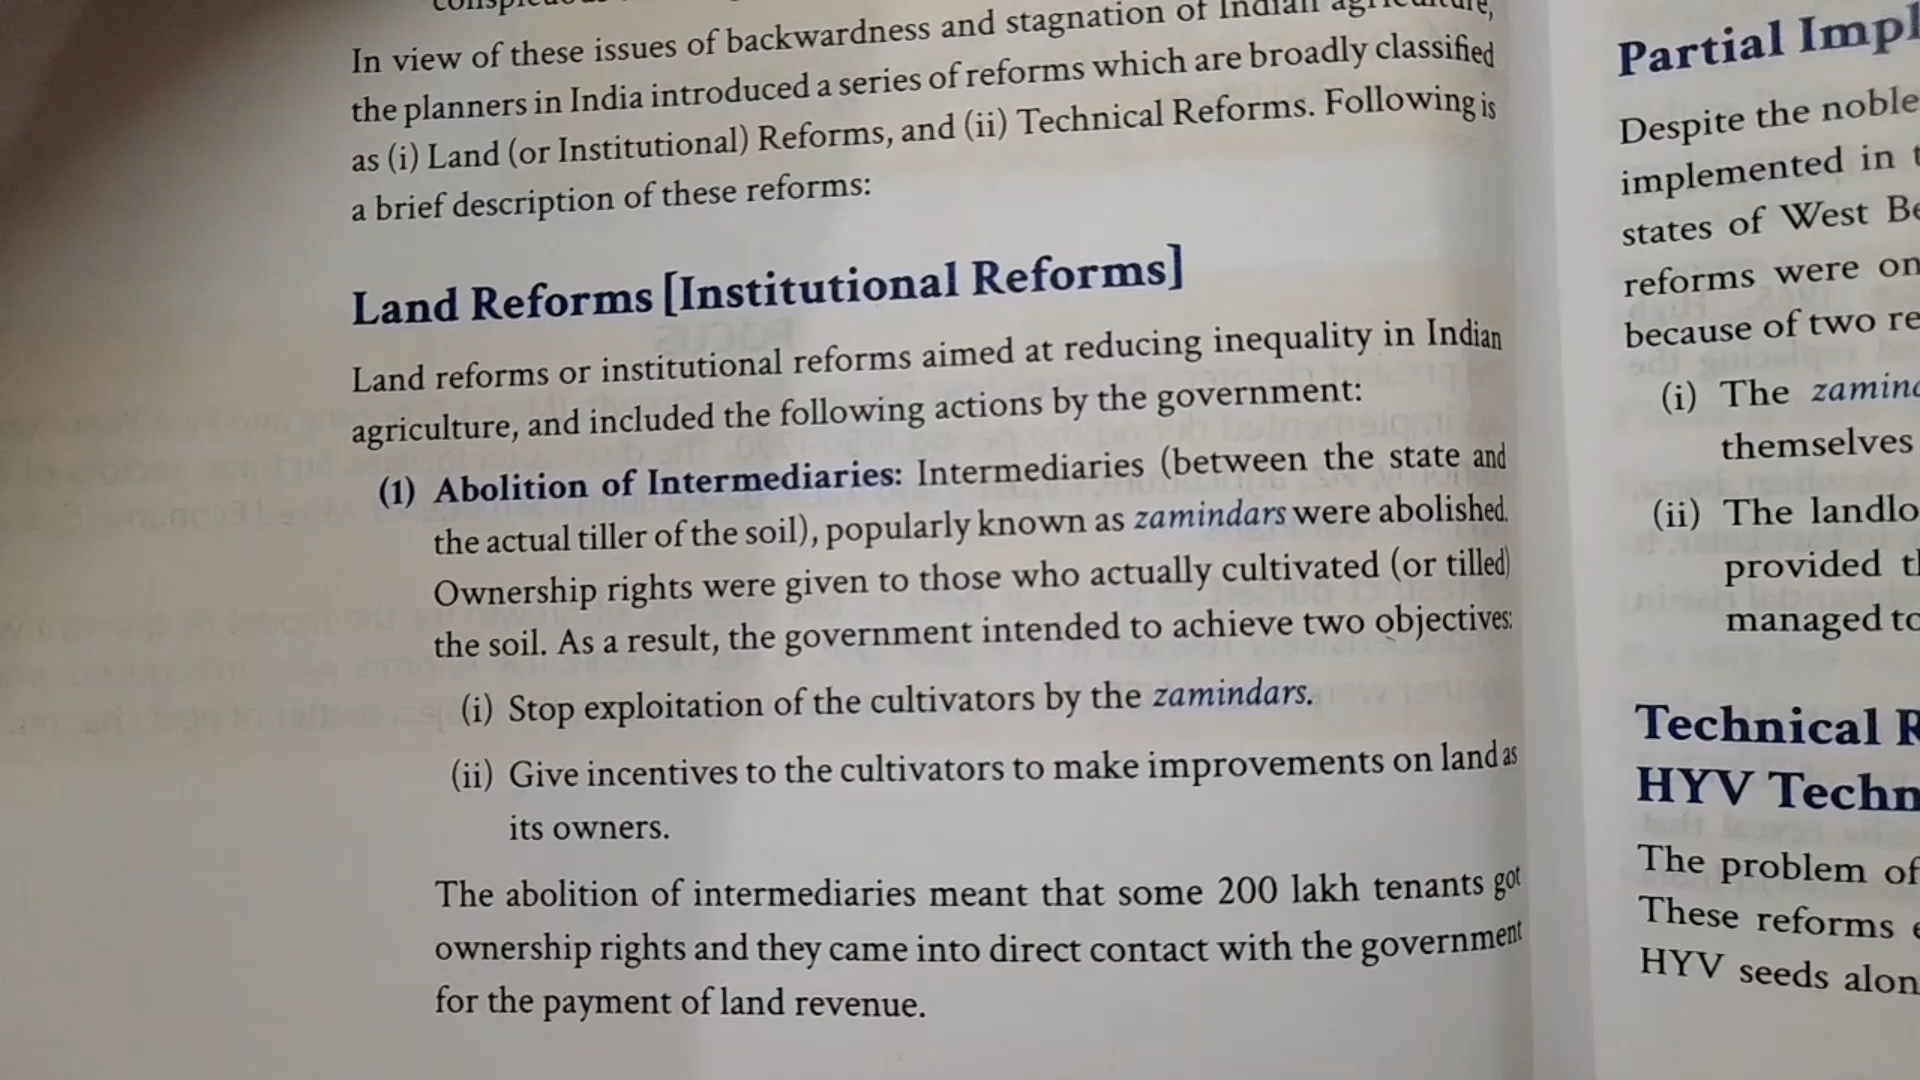 In view of these issues of backwardness and stagnation of Indian agriculture,
the planners in India introduced a series of reforms which are broadly classified
as (i) Land (or Institutional) Reforms, and (ii) Technical Reforms. Following is
a brief description of these reforms:
Land Reforms [Institutional Reforms]
Land reforms or institutional reforms aimed at reducing inequality in Indian
agriculture, and included the following actions by the government:
(1) Abolition of Intermediaries: Intermediaries (between the state and
the actual tiller of the soil), popularly known as zamindars were abolished.
Ownership rights were given to those who actually cultivated (or tilled)
the soil. As a result, the government intended to achieve two objectives:
(i) Stop exploitation of the cultivators by the zamindars.
(ii) Give incentives to the cultivators to make improvements on land as
its owners.
The abolition of intermediaries meant that some 200 lakh tenants got
ownership rights and they came into direct contact with the government
for the payment of land revenue.
Partial
Despite the noble
implemented in
states of West
reforms were on
because of two
(i) The
themselves
(ii) The
provided
managed to
Technical
HYV
The problem of
These reforms
HYV seeds